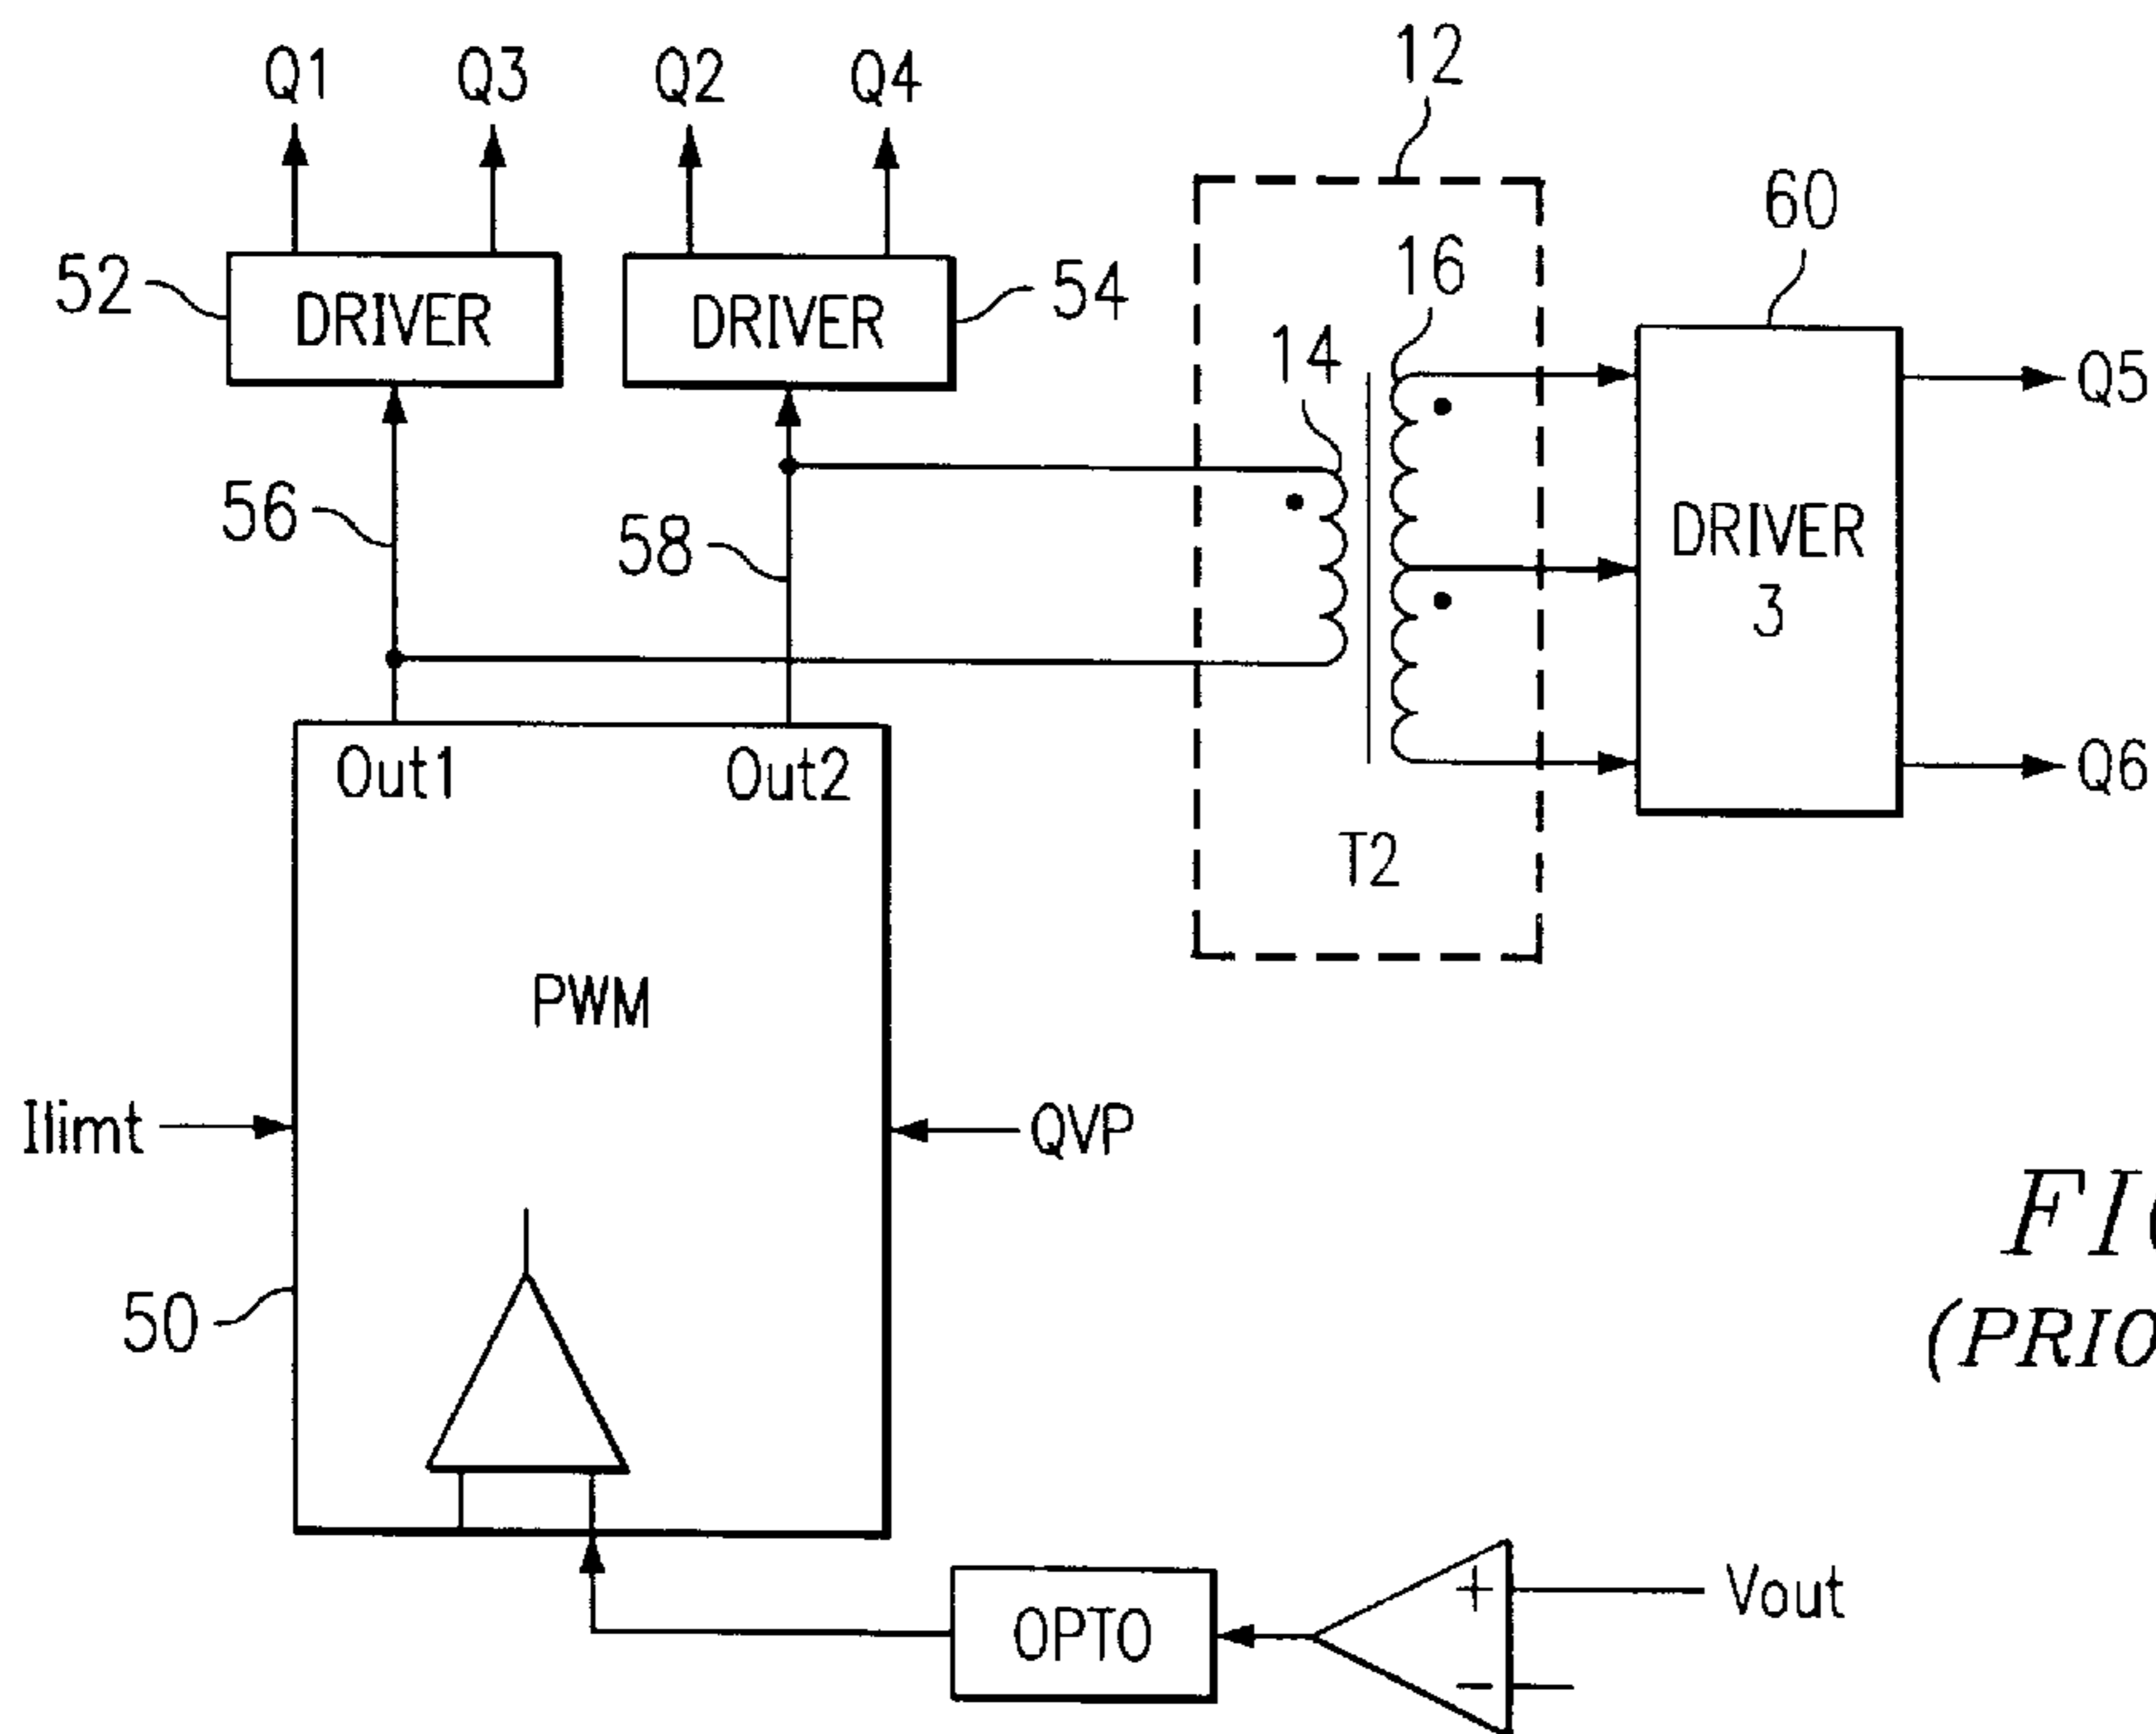 Q1 Q3 Q2 Q4 12
60
52 DRIVER DRIVER 54 16
14
Q5
56 58 DRIVER
3
Out1 Out2 Q6
T2
PWM
Ilimt QVP
50
OPTO + Vout
-